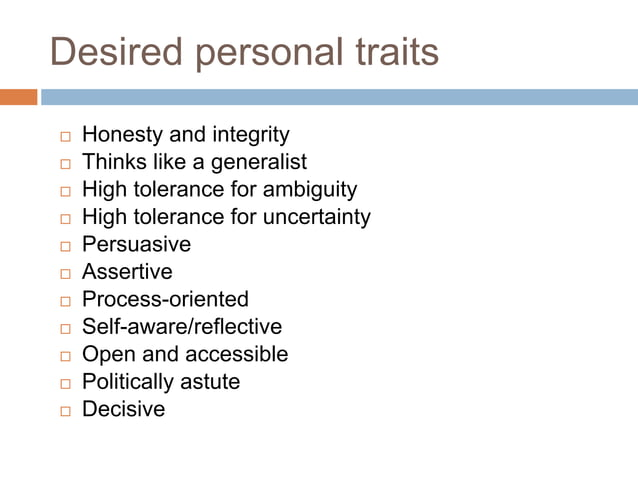 Desired personal traits
Honesty and integrity
Thinks like a generalist
High tolerance for ambiguity
High tolerance for uncertainty
Persuasive
Assertive
Process-oriented
Self-aware/reflective
Open and accessible
Politically astute
Decisive